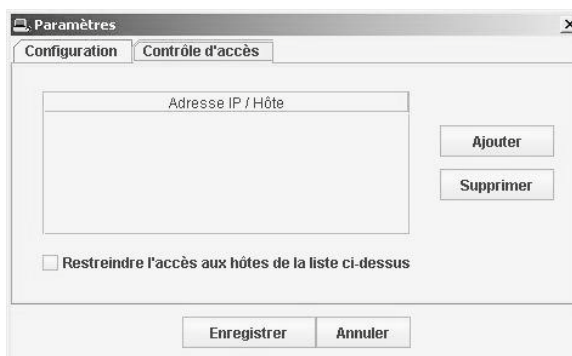 Paramètres
Configuration Contrôle d'accès
Adresse IP / Hôte
Ajouter
Supprimer
Restreindre l'accès aux hôtes de la liste ci-dessus
Enregistrer Annuler